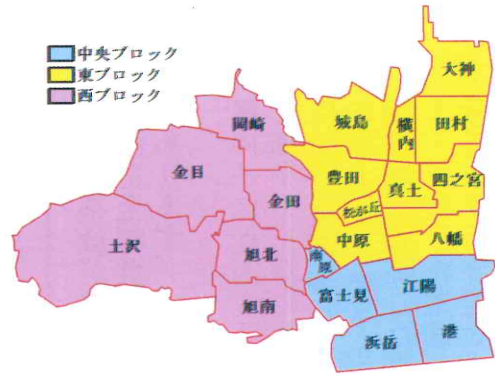 中央ブロック
東ブロック
西ブロック
大神
岡崎
城島
横内
田村
金目
豊田
真土
四之宮
金田
松が丘
土沢
旭北
中原
八幡
南原
富士見
江陽
旭南
浜岳
港